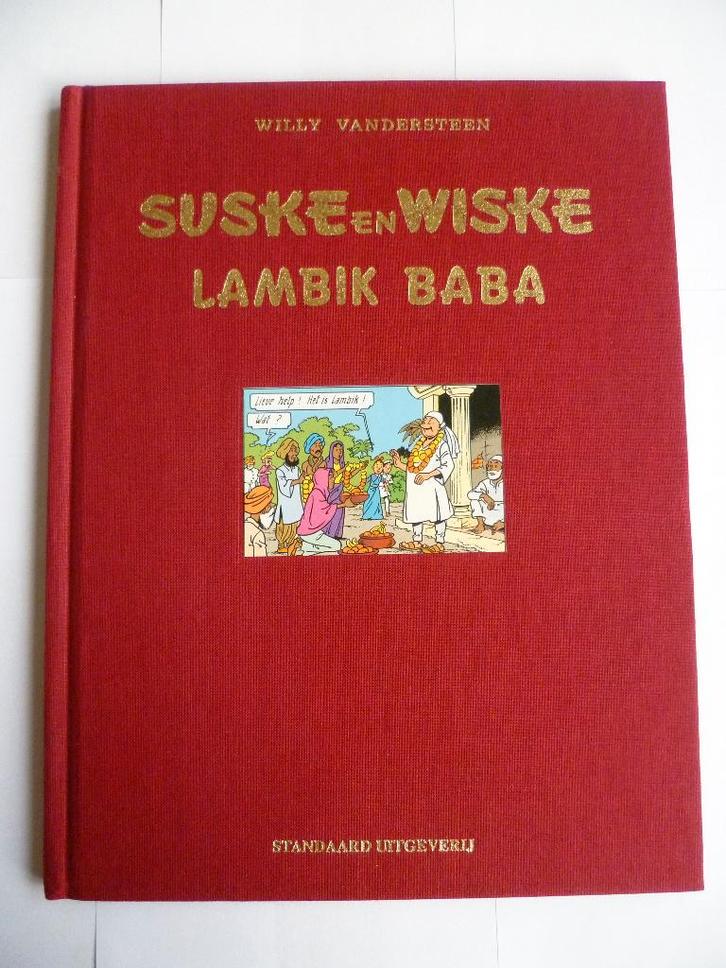 WILLY VANDERSTEEN
SUSKE EN WISKE
LAMBIK BABA
Lieve help! Het is Lambik!
Wat?
STANDAARD UITGEVERIJ